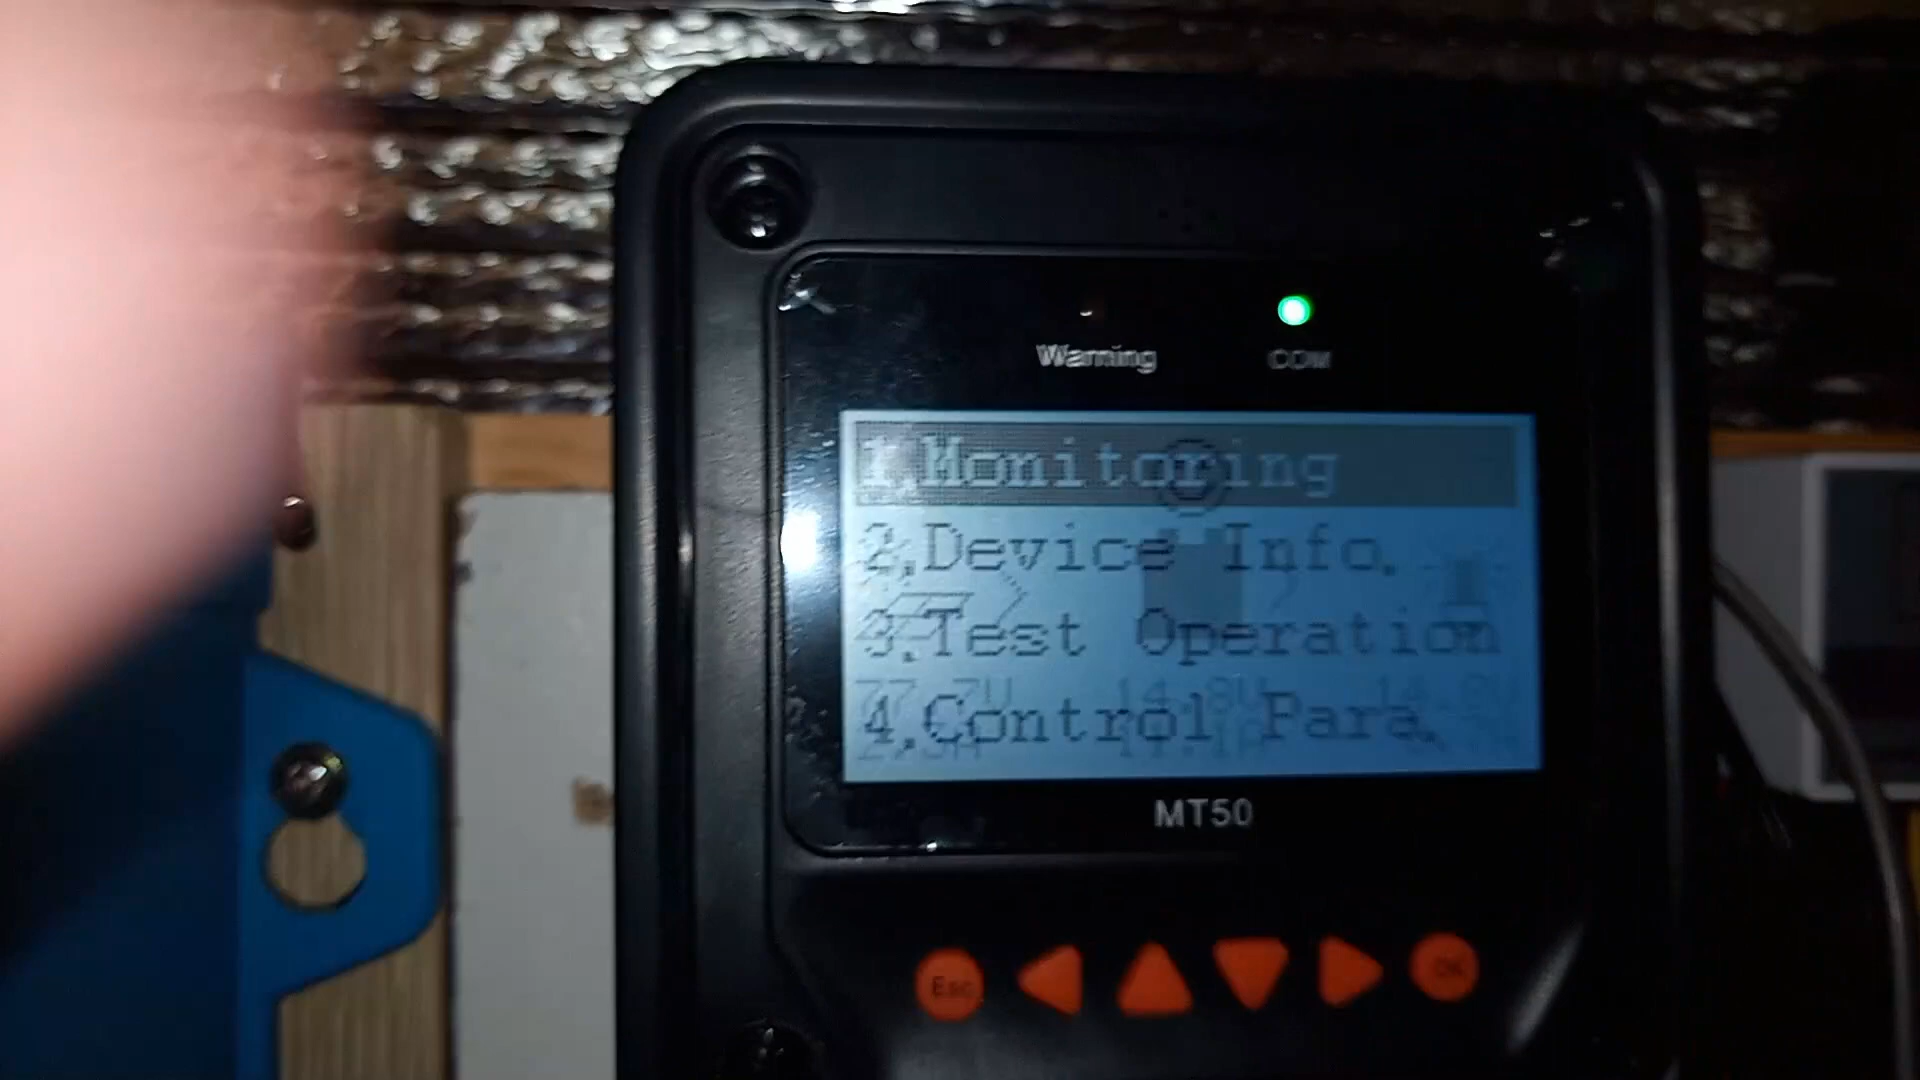 Warning
COM
1.Monitoring
2.Device Info.
3.Test Operation
4.Control Para.
MT50
Esc
OK